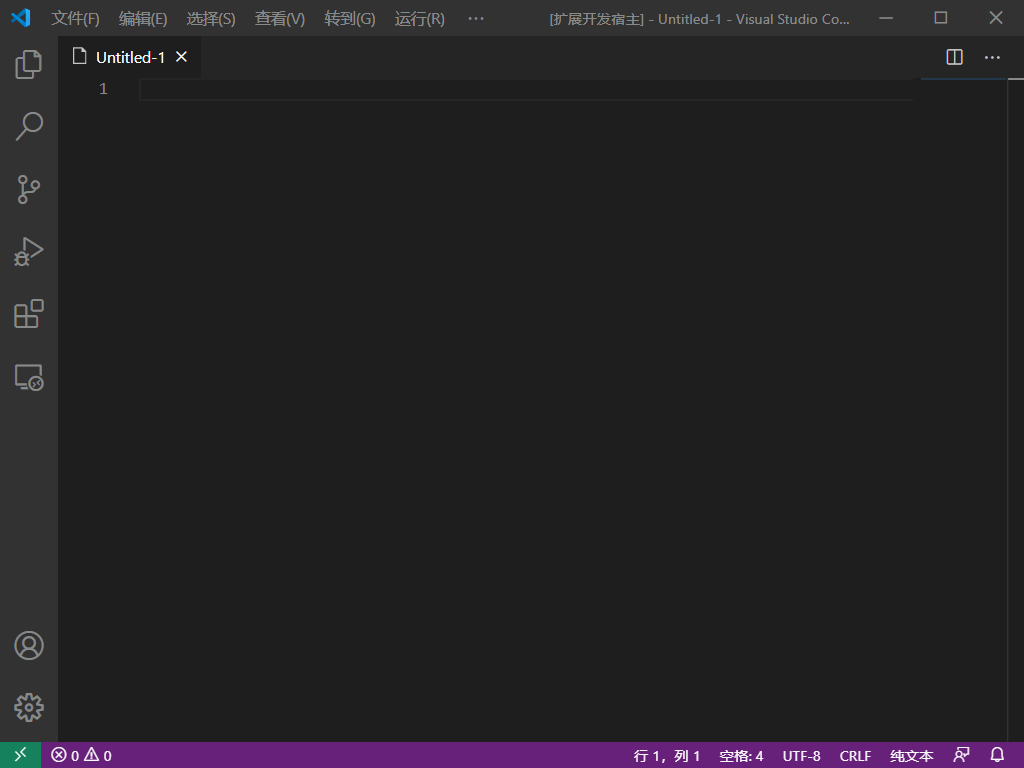 文件(F) 编辑(E) 选择(S) 查看(V) 转到(G) 运行(R) ··· [扩展开发宿主] - Untitled-1 - Visual Studio Co...
Untitled-1
1
0 0 行 1，列 1 空格: 4 UTF-8 CRLF 纯文本